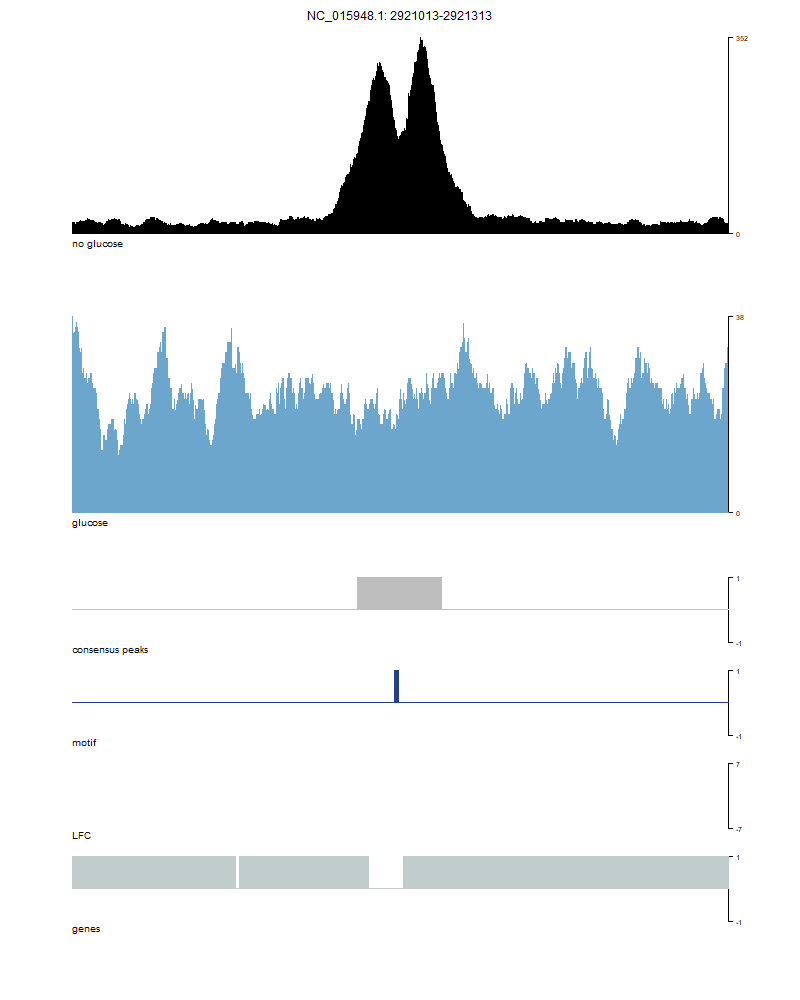 NC_015948.1: 2921013-2921313
352
0
no glucose
38
0
glucose
1
-1
consensus peaks
1
-1
motif
7
-7
LFC
1
-1
genes